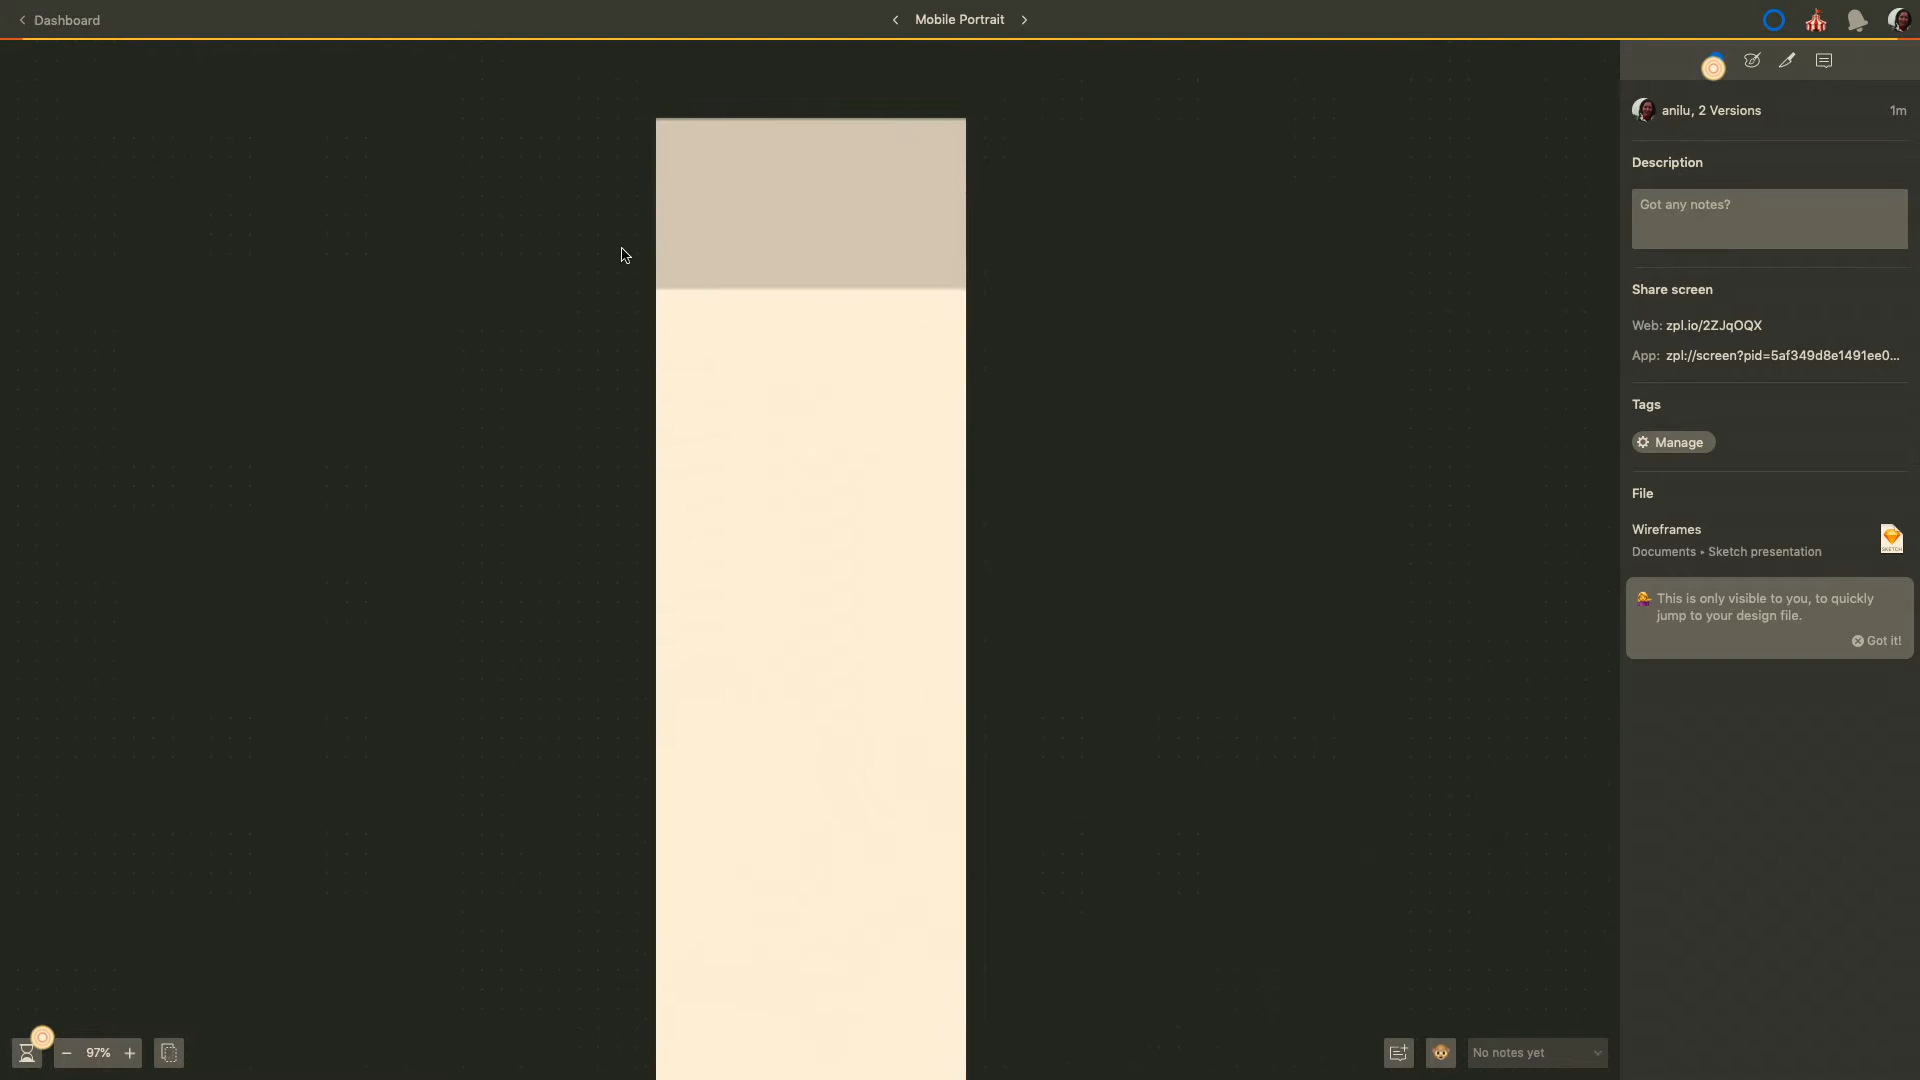 Dashboard
Mobile Portrait
anilu, 2 Versions
1m
Description
Got any notes?
Share screen
Web: zpl.io/2ZJqOQX
App: zpl://screen?pid=5af349d8e1491ee0...
Tags
Manage
File
Wireframes
Documents • Sketch presentation
SKETCH
This is only visible to you, to quickly
jump to your design file.
Got it!
97%
No notes yet